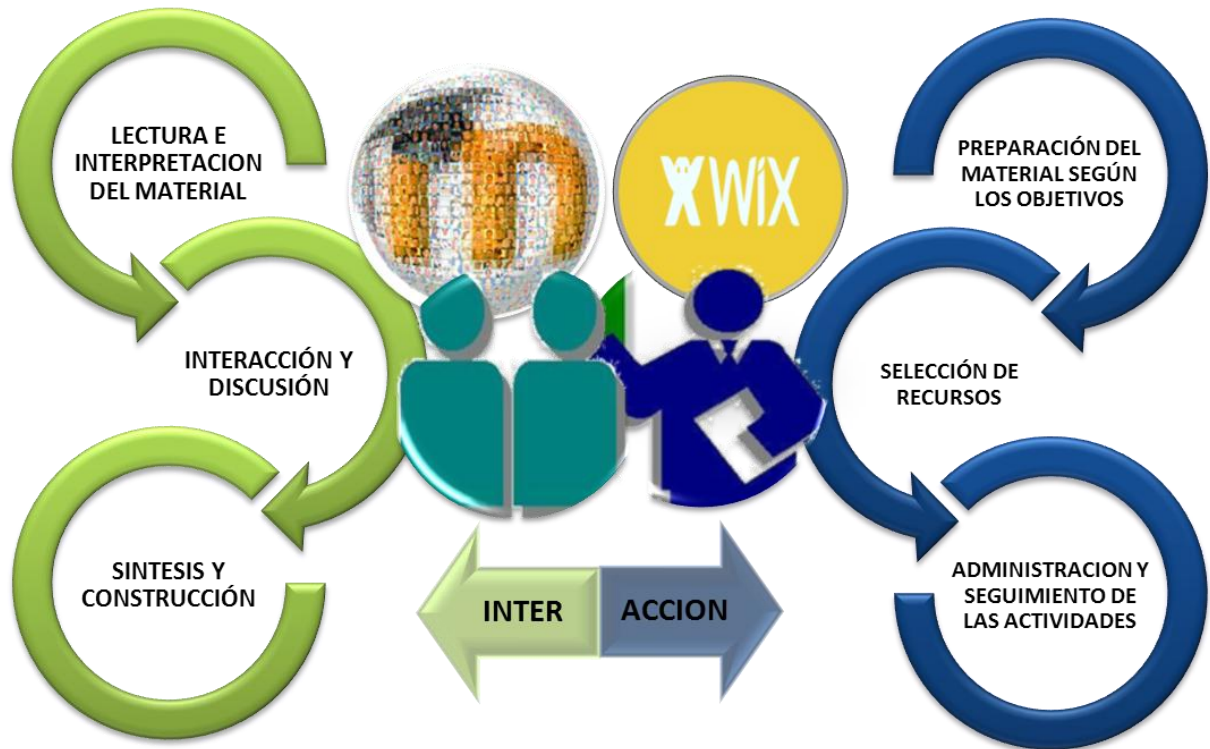 LECTURA E
INTERPRETACION
DEL MATERIAL
INTERACCIÓN Y
DISCUSIÓN
SINTESIS Y
CONSTRUCCIÓN
m
WiX
INTER
ACCION
PREPARACIÓN DEL
MATERIAL SEGÚN
LOS OBJETIVOS
SELECCIÓN DE
RECURSOS
ADMINISTRACION Y
SEGUIMIENTO DE
LAS ACTIVIDADES